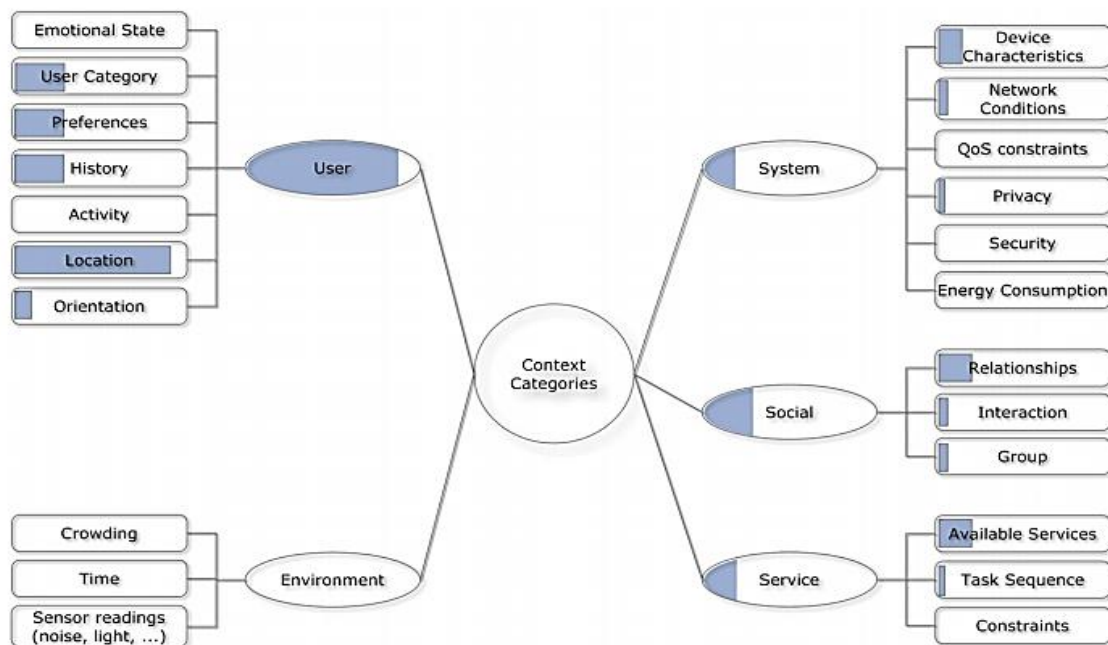 Emotional State
User Category
Preferences
History
Activity
Location
Orientation
User
Crowding
Time
Sensor readings
(noise, light, ...)
Environment
Context
Categories
System
Device
Characteristics
Network
Conditions
QoS constraints
Privacy
Security
Energy Consumption
Social
Relationships
Interaction
Group
Service
Available Services
Task Sequence
Constraints